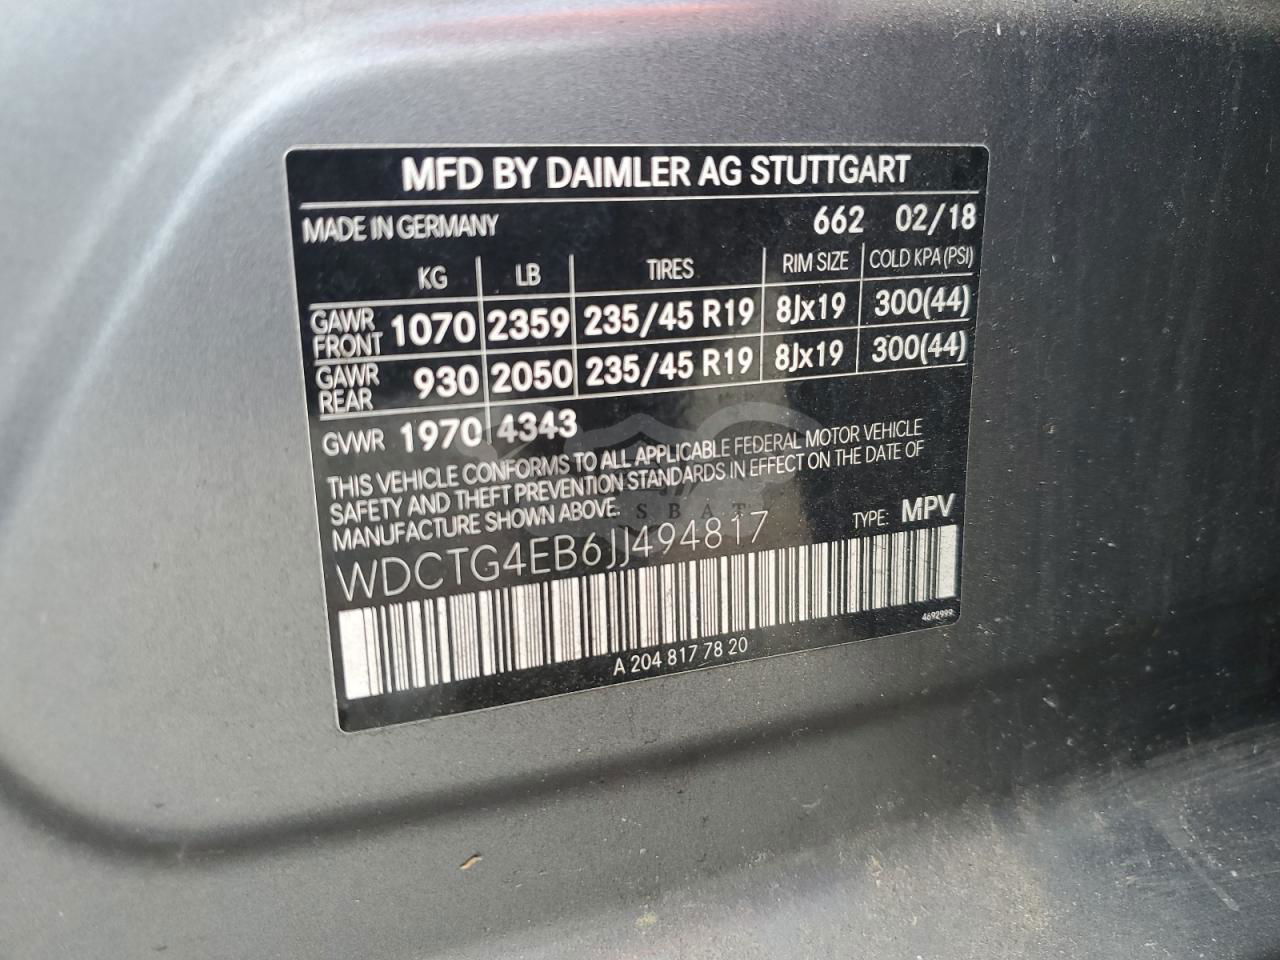 MFD BY DAIMLER AG STUTTGART
MADE IN GERMANY 662 02/18
KG LB TIRES RIM SIZE COLD KPA (PSI)
GAWR FRONT 1070 2359 235/45 R19 8Jx19 300(44)
GAWR REAR 930 2050 235/45 R19 8Jx19 300(44)
GVWR 1970 4343
THIS VEHICLE CONFORMS TO ALL APPLICABLE FEDERAL MOTOR VEHICLE
SAFETY AND THEFT PREVENTION STANDARDS IN EFFECT ON THE DATE OF
MANUFACTURE SHOWN ABOVE.
SBAT
TYPE: MPV
WDCTG4EB6JJ494817
4692999
A 204 817 78 20